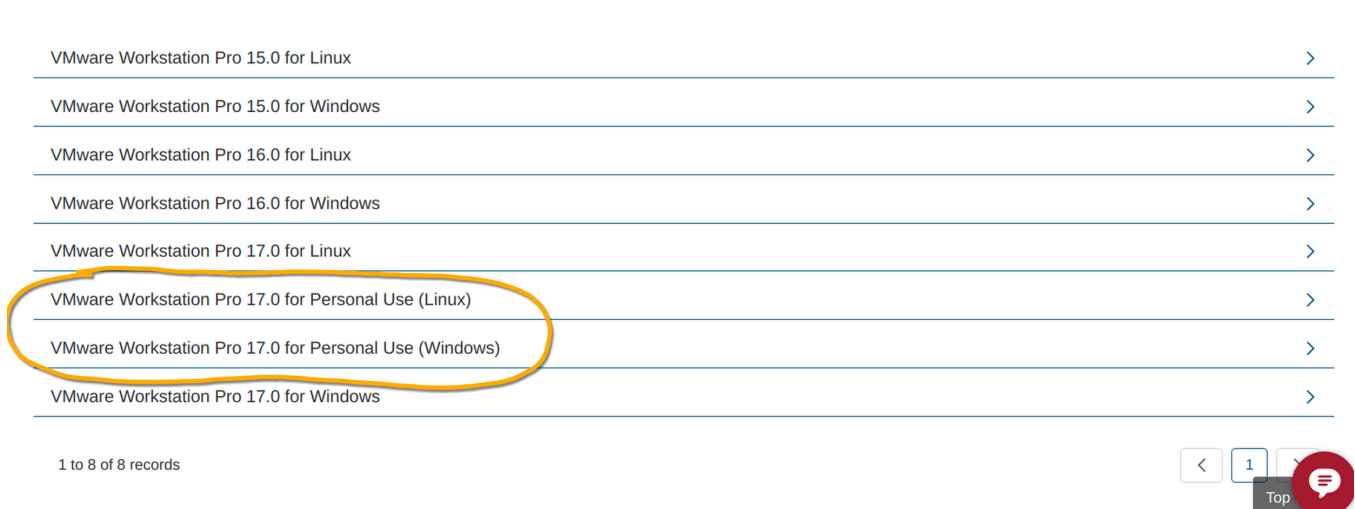 VMware Workstation Pro 15.0 for Linux
VMware Workstation Pro 15.0 for Windows
VMware Workstation Pro 16.0 for Linux
VMware Workstation Pro 16.0 for Windows
VMware Workstation Pro 17.0 for Linux
VMware Workstation Pro 17.0 for Personal Use (Linux)
VMware Workstation Pro 17.0 for Personal Use (Windows)
VMware Workstation Pro 17.0 for Windows
1 to 8 of 8 records
1
Top